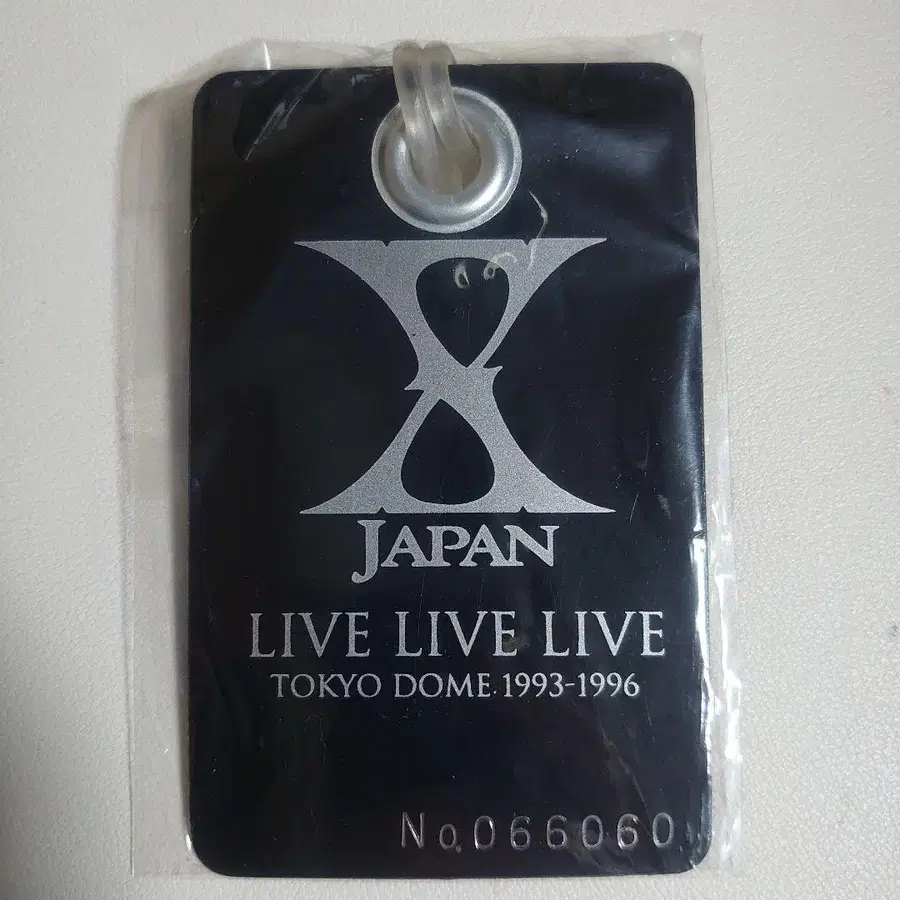 X
JAPAN
LIVE LIVE LIVE
TOKYO DOME 1993-1996
No.066060